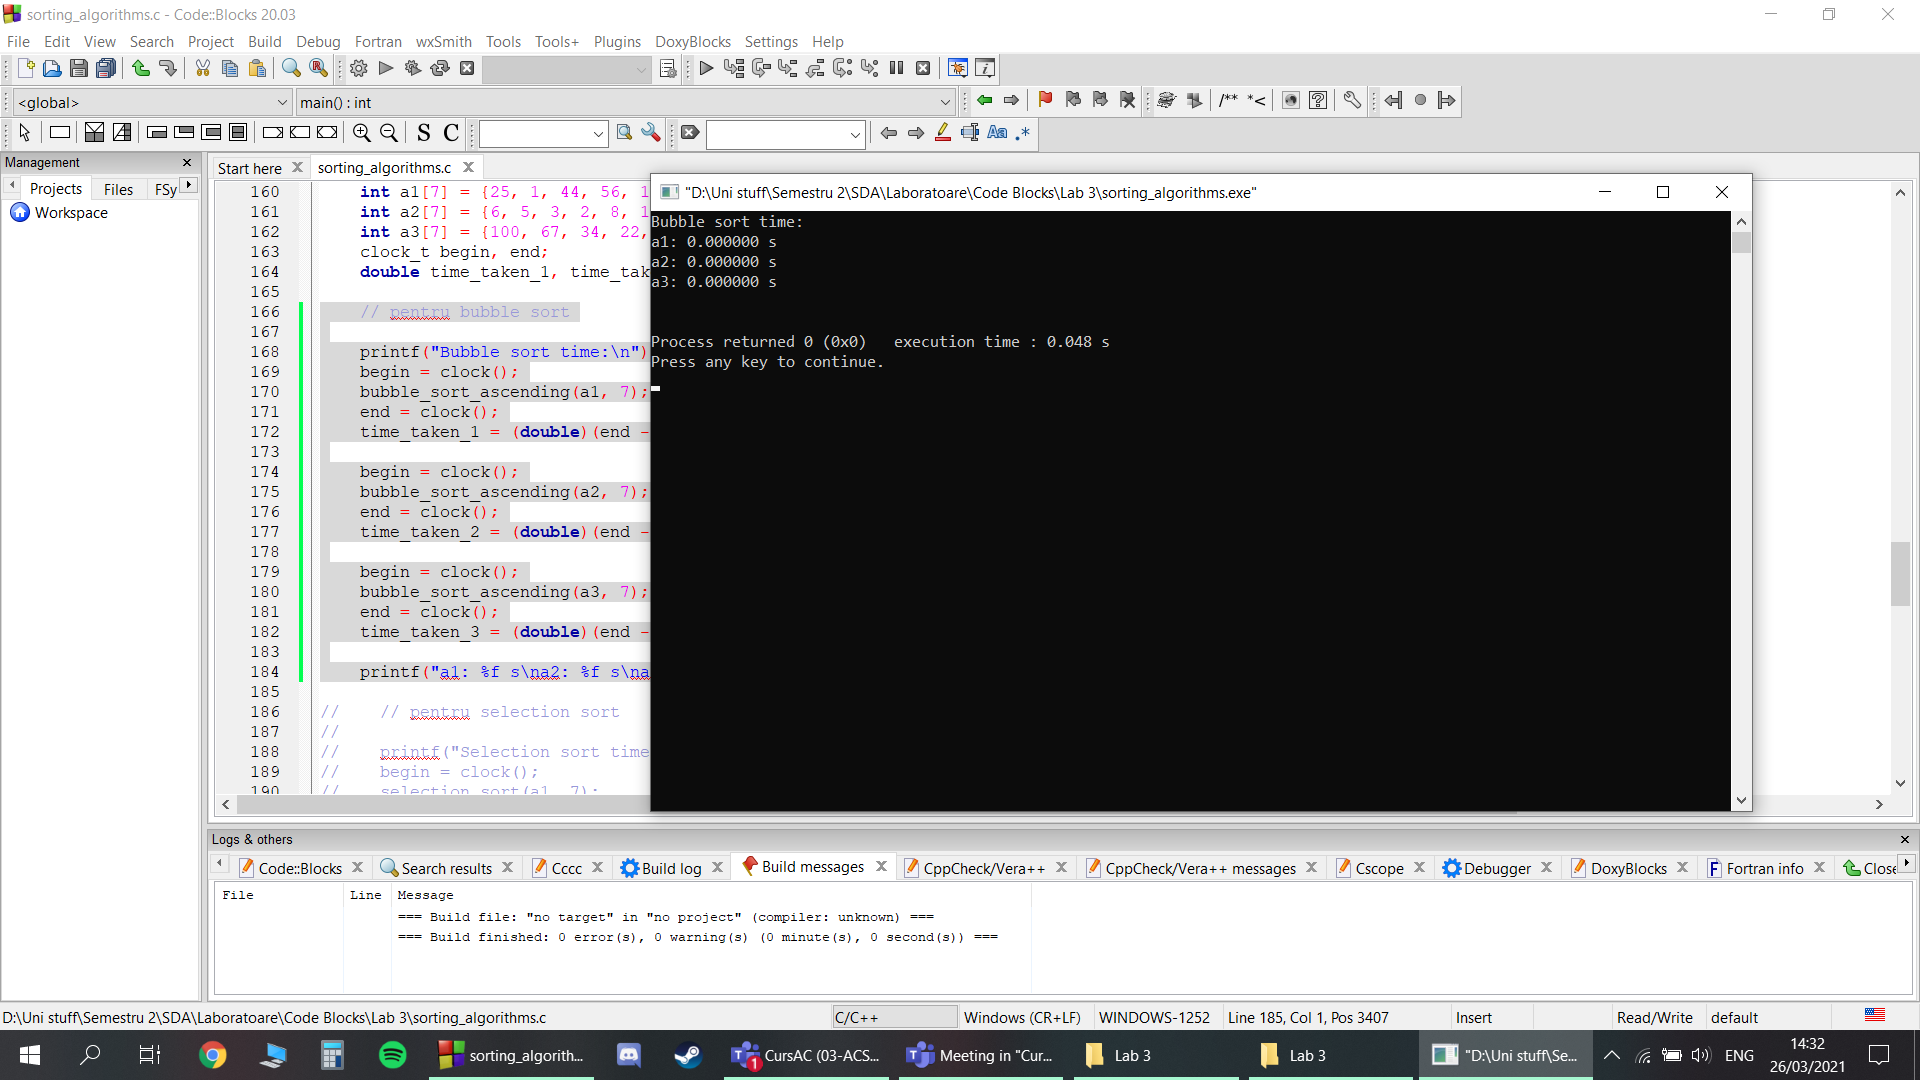 sorting_algorithms.c - Code::Blocks 20.03
File Edit View Search Project Build Debug Fortran wxSmith Tools Tools+ Plugins DoxyBlocks Settings Help
<global> main() : int
/** *<
S C Aa .*
Management
Projects Files FSy
Workspace
Start here sorting_algorithms.c
160 int a1[7] = {25, 1, 44, 56, 1
161 int a2[7] = {6, 5, 3, 2, 8, 1
162 int a3[7] = {100, 67, 34, 22,
163 clock_t begin, end;
164 double time_taken_1, time_tak
165
166 // pentru bubble sort
167
168 printf("Bubble sort time:\n")
169 begin = clock();
170 bubble_sort_ascending(a1, 7);
171 end = clock();
172 time_taken_1 = (double)(end -
173
174 begin = clock();
175 bubble_sort_ascending(a2, 7);
176 end = clock();
177 time_taken_2 = (double)(end -
178
179 begin = clock();
180 bubble_sort_ascending(a3, 7);
181 end = clock();
182 time_taken_3 = (double)(end -
183
184 printf("a1: %f s\na2: %f s\na
185
186 // // pentru selection sort
187 //
188 // printf("Selection sort time
189 // begin = clock();
190 // selection_sort(a1, 7);
"D:\Uni stuff\Semestru 2\SDA\Laboratoare\Code Blocks\Lab 3\sorting_algorithms.exe"
Bubble sort time:
a1: 0.000000 s
a2: 0.000000 s
a3: 0.000000 s
Process returned 0 (0x0) execution time : 0.048 s
Press any key to continue.
Logs & others
Code::Blocks Search results Cccc Build log Build messages CppCheck/Vera++ CppCheck/Vera++ messages Cscope Debugger DoxyBlocks Fortran info Close
File Line Message
=== Build file: "no target" in "no project" (compiler: unknown) ===
=== Build finished: 0 error(s), 0 warning(s) (0 minute(s), 0 second(s)) ===
D:\Uni stuff\Semestru 2\SDA\Laboratoare\Code Blocks\Lab 3\sorting_algorithms.c C/C++ Windows (CR+LF) WINDOWS-1252 Line 185, Col 1, Pos 3407 Insert Read/Write default
sorting_algorith... CursAC (03-ACS... Meeting in "Cur... Lab 3 Lab 3 "D:\Uni stuff\Se... ENG
14:32
26/03/2021